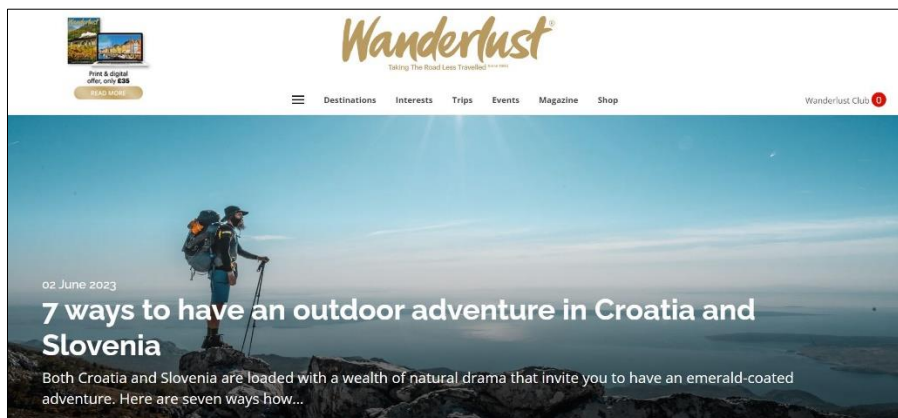 Print & digital
offer, only £35
READ MORE
Wanderlust®
Taking The Road Less Travelled
Destinations Interests Trips Events Magazine Shop
Wanderlust Club 0
02 June 2023
7 ways to have an outdoor adventure in Croatia and
Slovenia
Both Croatia and Slovenia are loaded with a wealth of natural drama that invite you to have an emerald-coated
adventure. Here are seven ways how...